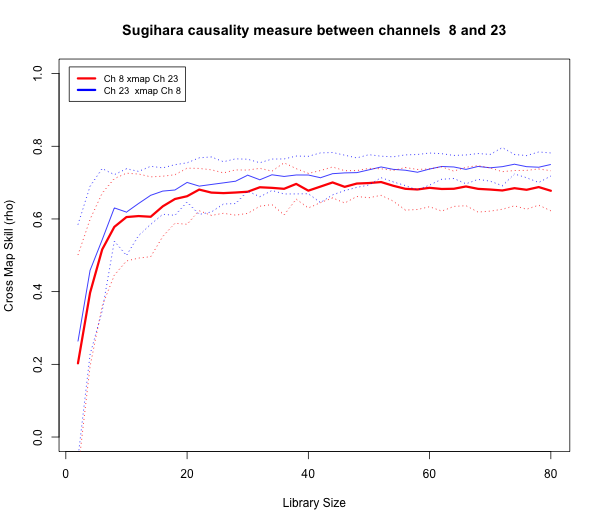 Sugihara causality measure between channels  8 and 23
Ch 8 xmap Ch 23
Ch 23  xmap Ch 8
Cross Map Skill (rho)
1.0
0.8
0.6
0.4
0.2
0.0
0 20 40 60 80
Library Size